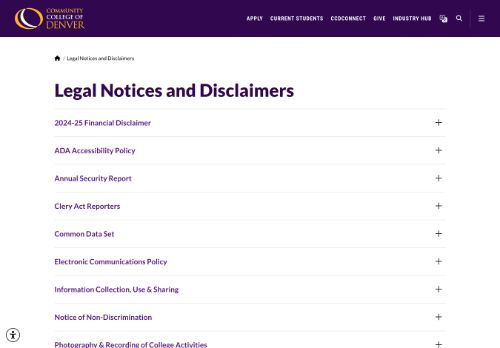 COMMUNITY
COLLEGE OF
DENVER
APPLY CURRENT STUDENTS CCDCONNECT GIVE INDUSTRY HUB
/ Legal Notices and Disclaimers
Legal Notices and Disclaimers
2024-25 Financial Disclaimer
ADA Accessibility Policy
Annual Security Report
Clery Act Reporters
Common Data Set
Electronic Communications Policy
Information Collection, Use & Sharing
Notice of Non-Discrimination
Photography & Recording of College Activities